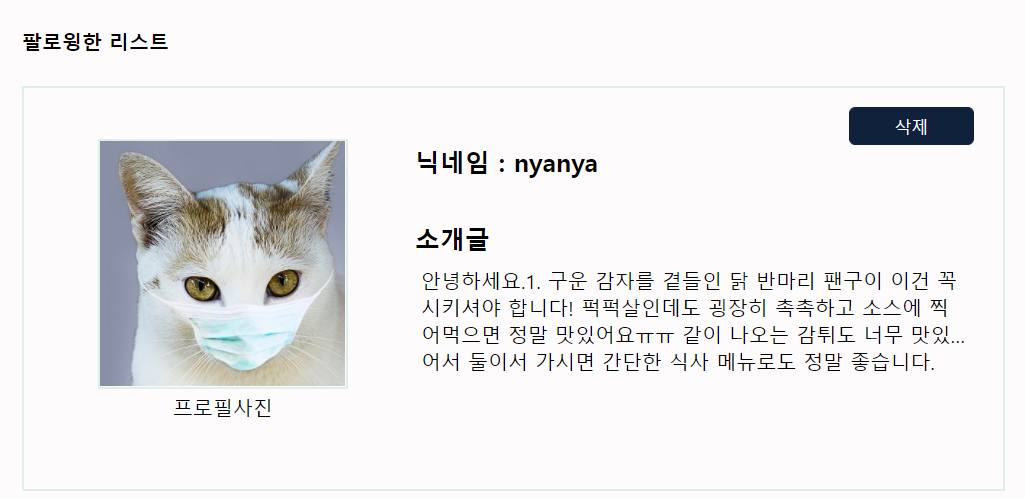 팔로윙한 리스트
삭제
닉네임 : nyanya
소개글
안녕하세요.1. 구운 감자를 곁들인 닭 반마리 팬구이 이건 꼭
시키셔야 합니다! 퍽퍽살인데도 굉장히 촉촉하고 소스에 찍
어먹으면 정말 맛있어요ㅠㅠ 같이 나오는 감튀도 너무 맛있...
어서 둘이서 가시면 간단한 식사 메뉴로도 정말 좋습니다.
프로필사진